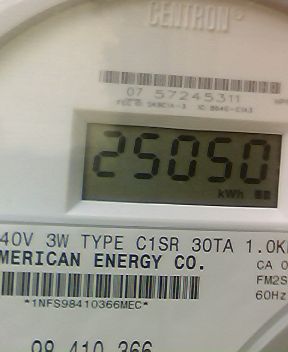 CENTRON®
07 57245311
25050
kWh
40V 3W TYPE C1SR 30TA 1.0K
MERICAN ENERGY CO.
CA 0
FM2S
60Hz
*1NFS98410366MEC*
98 410 366